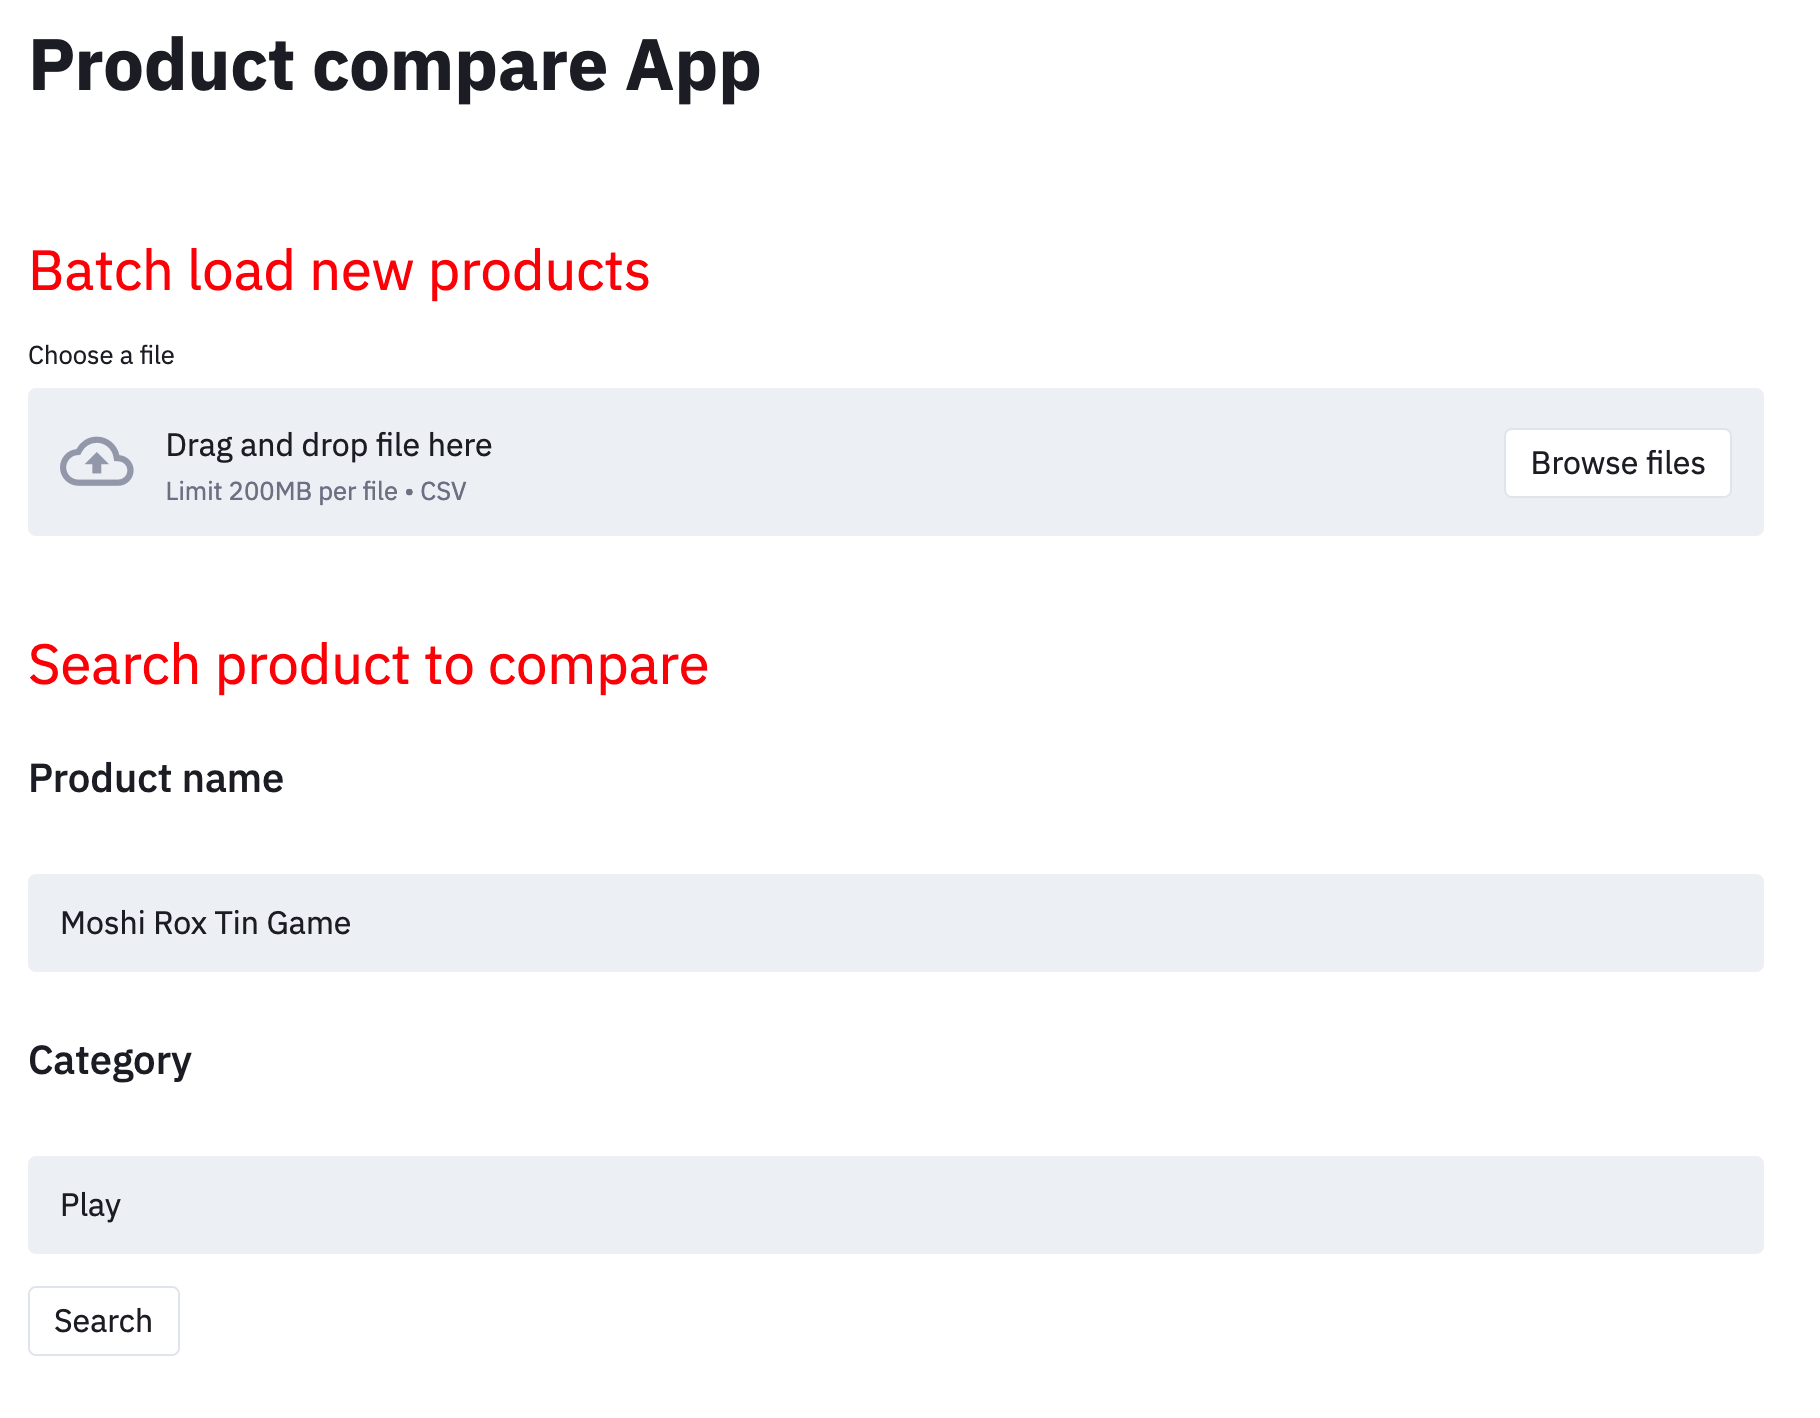 Product compare App
Batch load new products
Choose a file
Drag and drop file here
Limit 200MB per file • CSV
Browse files
Search product to compare
Product name
Moshi Rox Tin Game
Category
Play
Search